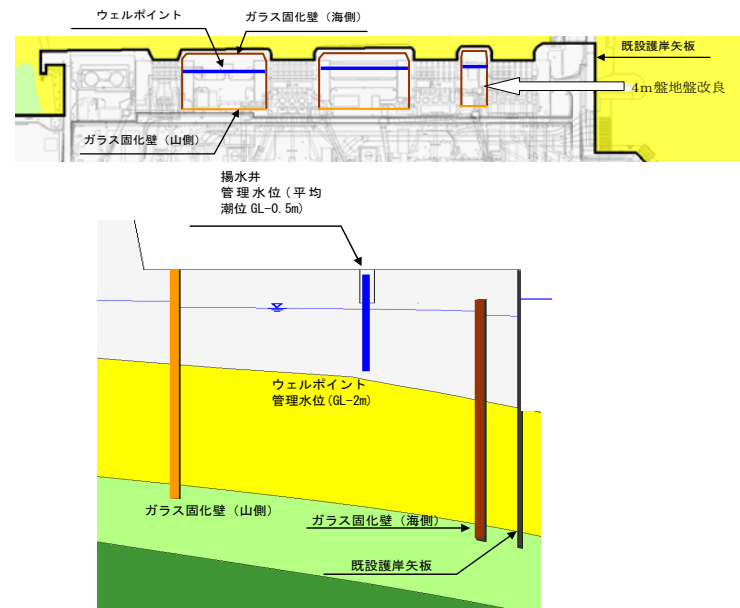 ウェルポイント
ガラス固化壁（海側）
既設護岸矢板
4ｍ盤地盤改良
ガラス固化壁（山側）
揚水井
管理水位(平均
潮位 GL-0.5m)
ウェルポイント
管理水位(GL-2m)
ガラス固化壁（山側）
ガラス固化壁（海側）
既設護岸矢板